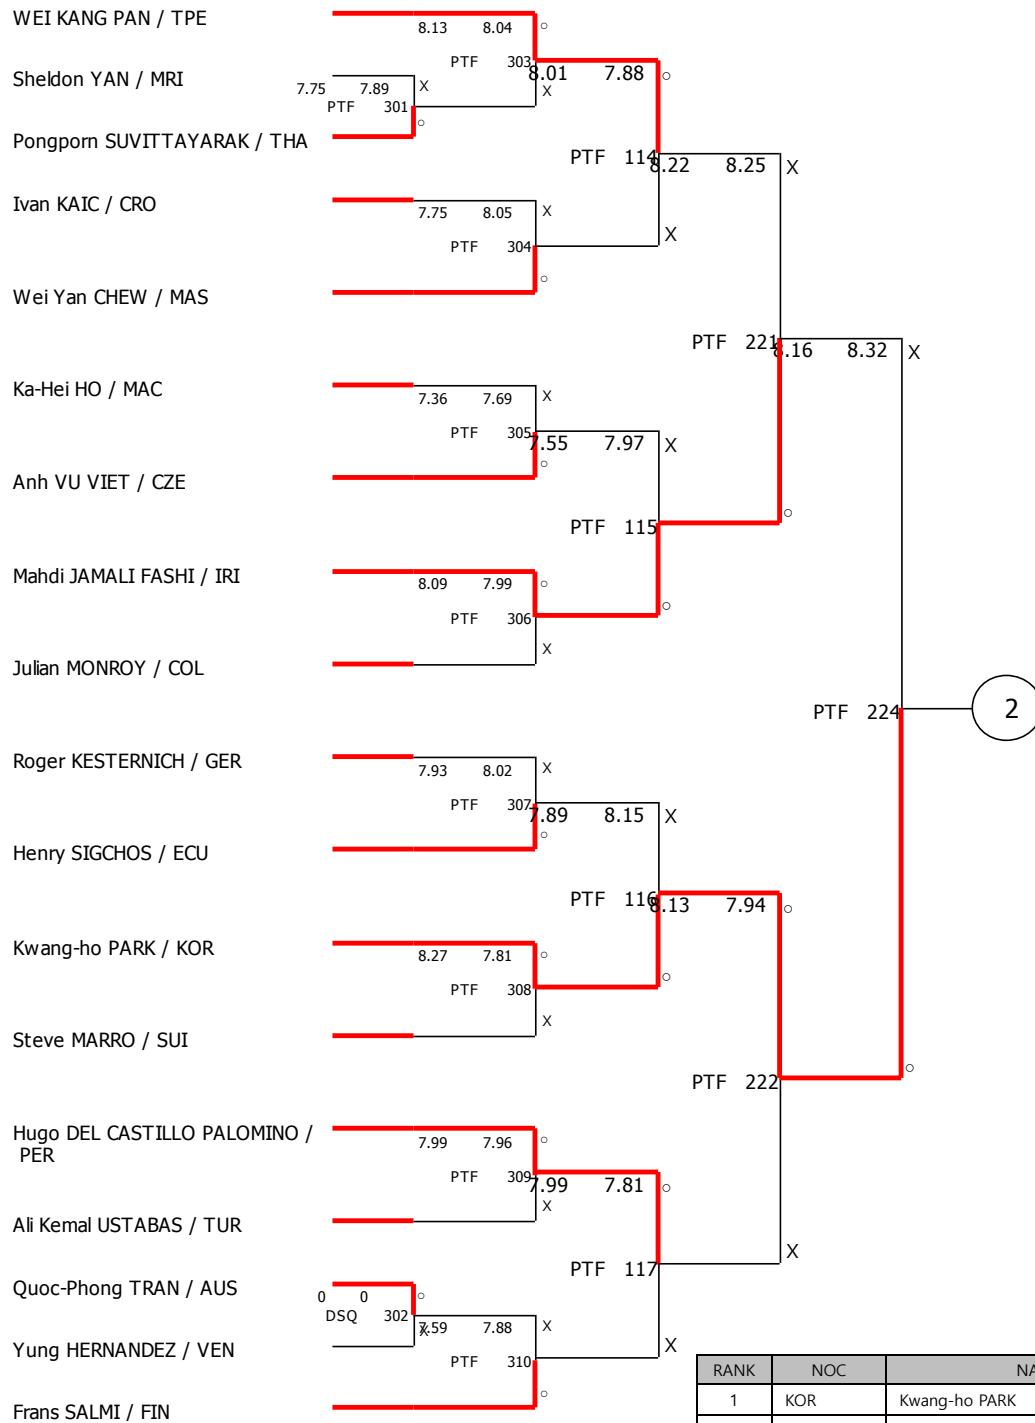 WEI KANG PAN / TPE
8.13 8.04 ○
PTF 303
8.01 7.88 ○
Sheldon YAN / MRI
7.75 7.89 X
X
PTF 301
○
Pongporn SUVITTAYARAK / THA
PTF 114
8.22 8.25 X
Ivan KAIC / CRO
7.75 8.05 X
X
PTF 304
○
Wei Yan CHEW / MAS
PTF 221
8.16 8.32 X
Ka-Hei HO / MAC
7.36 7.69 X
PTF 305
7.55 7.97 X
○
Anh VU VIET / CZE
○
PTF 115
Mahdi JAMALI FASHI / IRI
8.09 7.99 ○
○
PTF 306
X
Julian MONROY / COL
PTF 224
2
Roger KESTERNICH / GER
7.93 8.02 X
PTF 307
7.89 8.15 X
○
Henry SIGCHOS / ECU
PTF 116
8.13 7.94 ○
Kwang-ho PARK / KOR
8.27 7.81 ○
○
PTF 308
X
Steve MARRO / SUI
○
PTF 222
Hugo DEL CASTILLO PALOMINO /
PER
7.99 7.96 ○
PTF 309
7.99 7.81 ○
X
Ali Kemal USTABAS / TUR
X
PTF 117
Quoc-Phong TRAN / AUS
0 0 ○
DSQ 302
X
7.59 7.88 X
Yung HERNANDEZ / VEN
X
PTF 310
○
Frans SALMI / FIN
RANK NOC
1 KOR Kwang-ho PARK